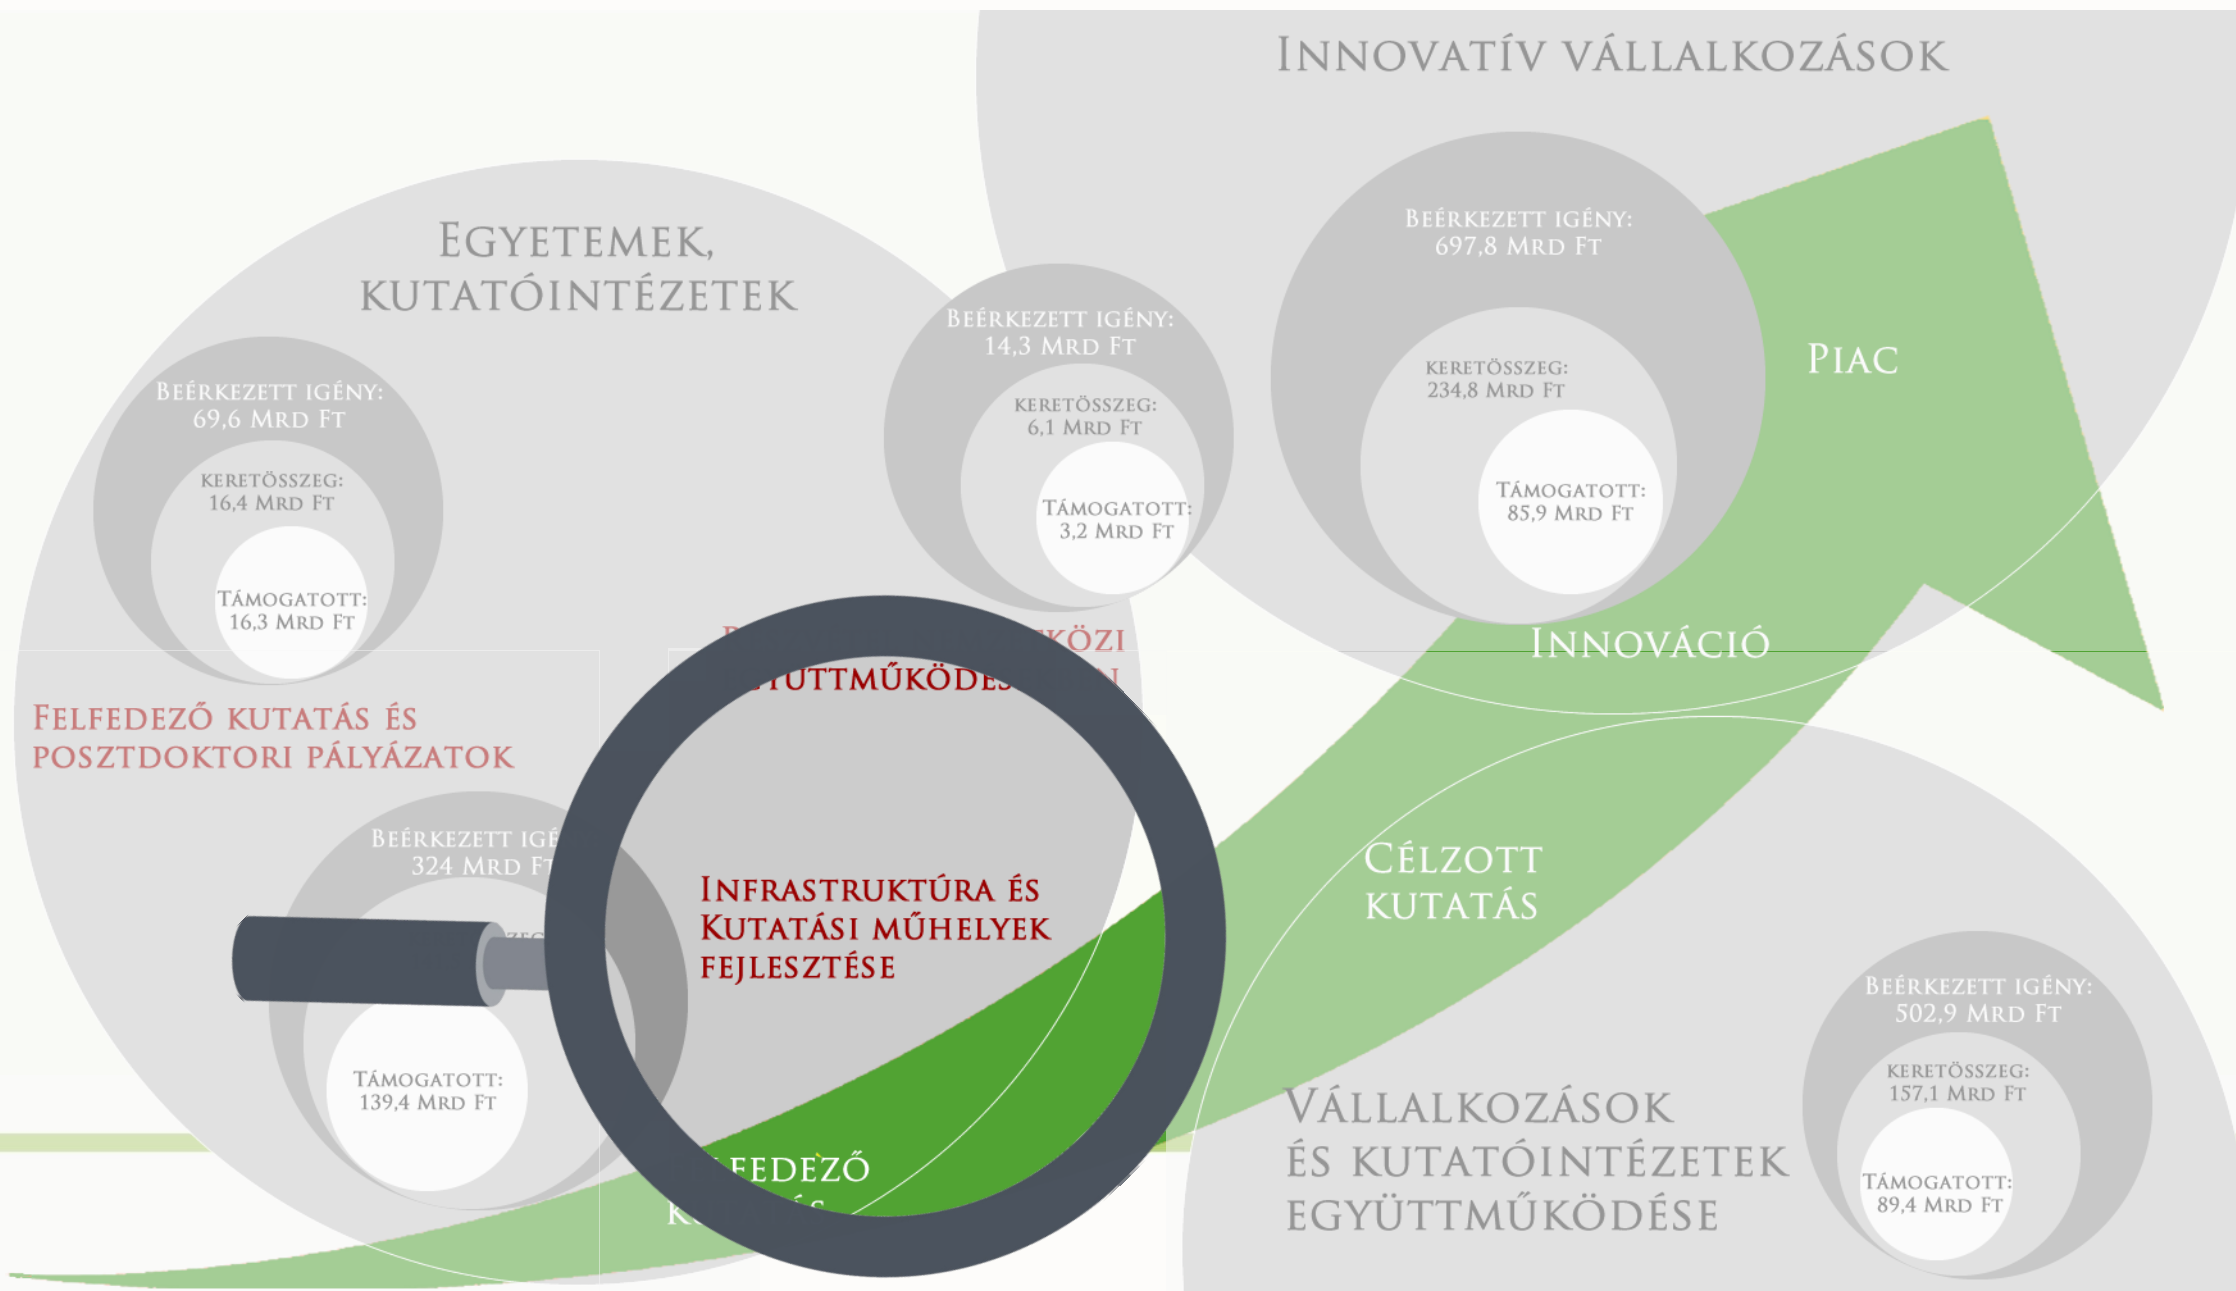 Innovatív vállalkozások
Beérkezett igény:
697,8 Mrd Ft
keretösszeg:
234,8 Mrd Ft
Támogatott:
85,9 Mrd Ft
Piac
Egyetemek,
kutatóintézetek
Beérkezett igény:
14,3 Mrd Ft
keretösszeg:
6,1 Mrd Ft
Támogatott:
3,2 Mrd Ft
Beérkezett igény:
69,6 Mrd Ft
keretösszeg:
16,4 Mrd Ft
Támogatott:
16,3 Mrd Ft
Innováció
Felfedező kutatás és
posztdoktori pályázatok
Beérkezett
324 Mrd Ft
Támogatott:
139,4 Mrd Ft
Infrastruktúra és
Kutatási műhelyek
fejlesztése
Célzott
kutatás
Beérkezett igény:
502,9 Mrd Ft
keretösszeg:
157,1 Mrd Ft
Támogatott:
89,4 Mrd Ft
Vállalkozások
és kutatóintézetek
együttműködése